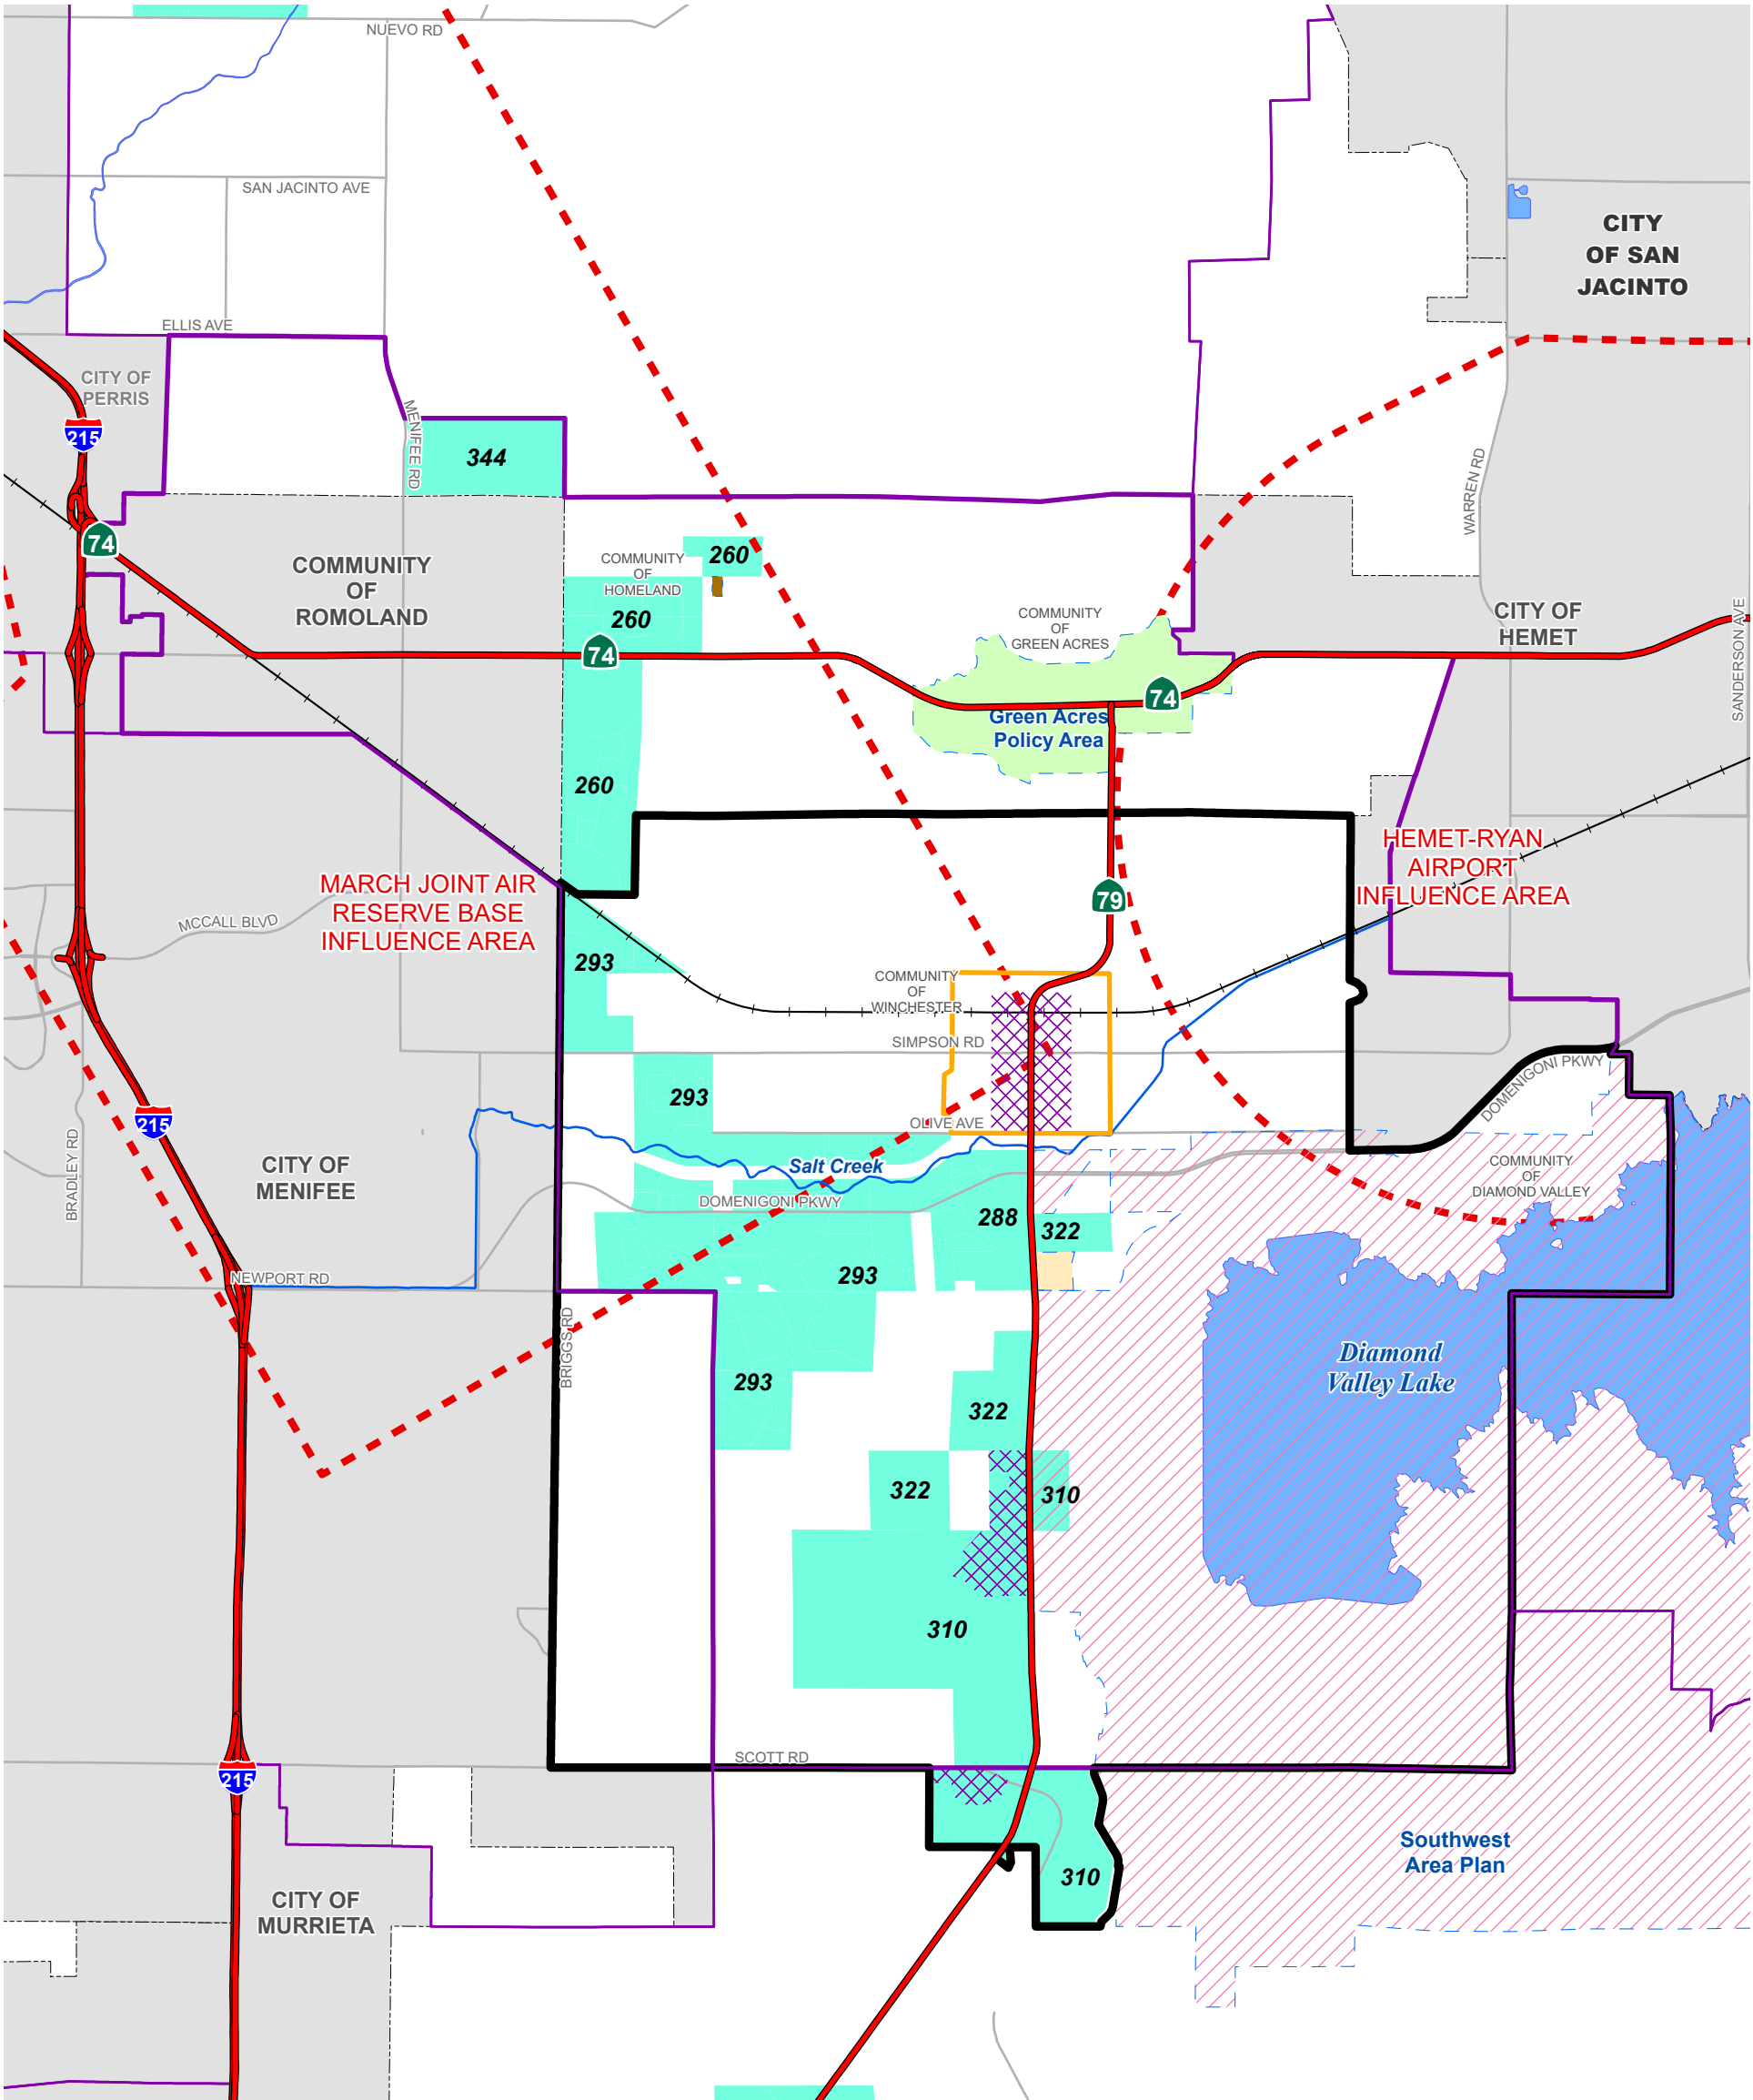 NUEVO RD
SAN JACINTO AVE
CITY
OF SAN
JACINTO
ELLIS AVE
CITY OF
PERRIS
215
MENIFEE RD
344
WARREN RD
74
COMMUNITY
OF
ROMOLAND
COMMUNITY
OF
HOMELAND
260
260
COMMUNITY
OF
GREEN ACRES
CITY OF
HEMET
SANDERSON AVE
74
74
Green Acres
Policy Area
260
HEMET-RYAN
AIRPORT
INFLUENCE AREA
MARCH JOINT AIR
RESERVE BASE
INFLUENCE AREA
MCCALL BLVD
79
293
COMMUNITY
OF
WINCHESTER
SIMPSON RD
DOMENIGONI PKWY
293
OLIVE AVE
215
BRADLEY RD
CITY OF
MENIFEE
Salt Creek
COMMUNITY
OF
DIAMOND VALLEY
DOMENIGONI PKWY
288
322
NEWPORT RD
293
BRIGGS RD
Diamond
Valley Lake
293
322
322
310
310
SCOTT RD
215
Southwest
Area Plan
310
CITY OF
MURRIETA